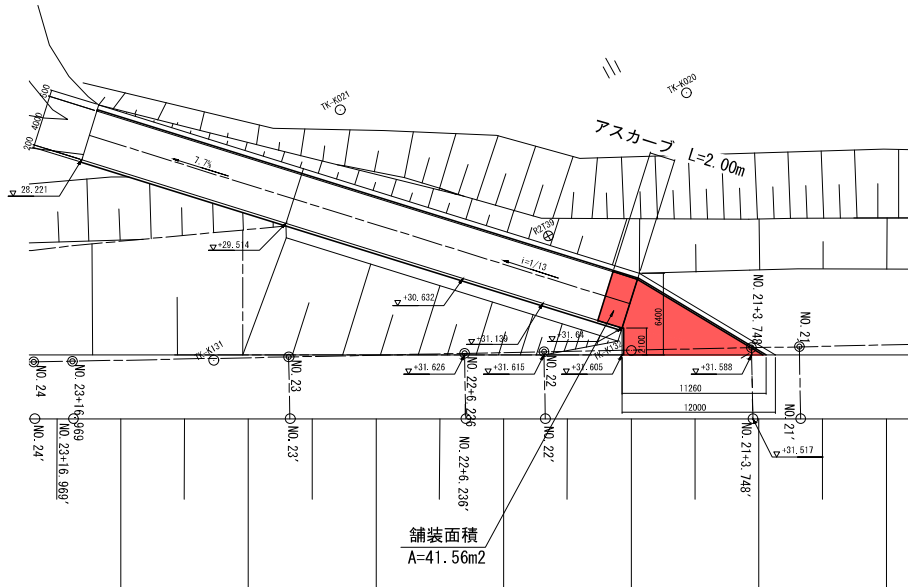 TK-K021
TK-K020
アスカーブ L=2.00m
600
4000
200
7.7%
28.221
R2T39
+29.514
i=1/13
+30.632
6400
NO.21+3.748
NO.21
+31.139
+31.64
2100
TK-K131
NO.24
NO.23+16.969
NO.23
+31.626
NO.22+6.236
+31.615
NO.22
+31.605
+31.588
11260
12000
NO.24'
NO.23+16.969'
NO.23'
NO.22+6.236'
NO.22'
NO.21+3.748'
NO.21'
+31.517
舗装面積
A=41.56m2